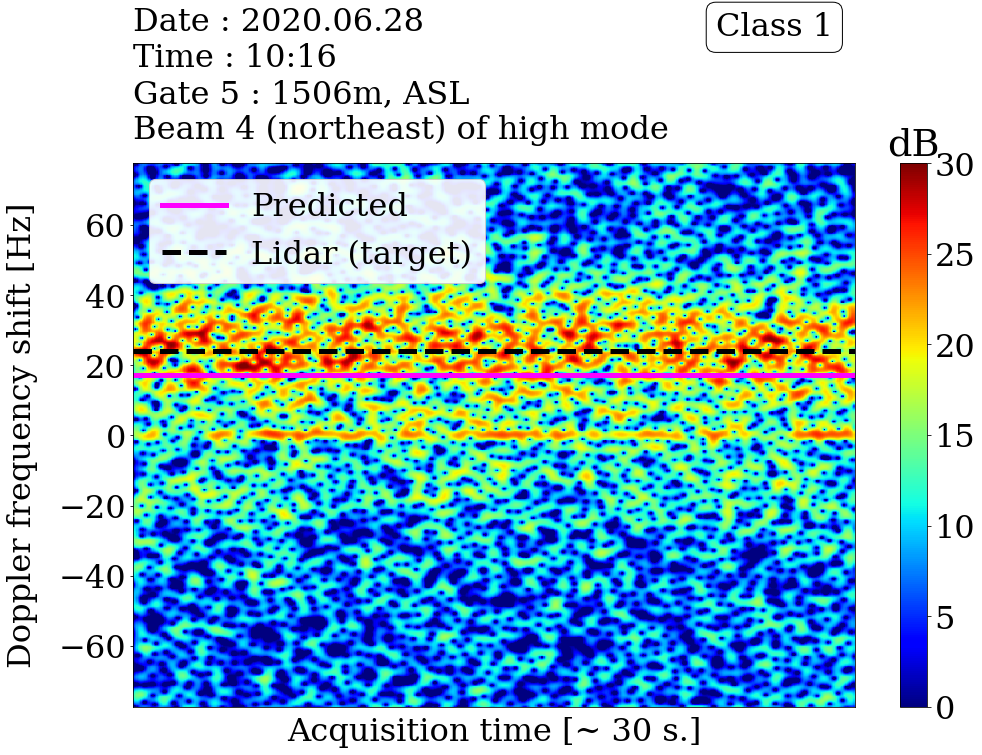 Date : 2020.06.28
Time : 10:16
Gate 5 : 1506m, ASL
Beam 4 (northeast) of high mode
Class 1
dB
Predicted
Lidar (target)
Doppler frequency shift [Hz]
60
40
20
0
−20
−40
−60
30
25
20
15
10
5
0
Acquisition time [~ 30 s.]